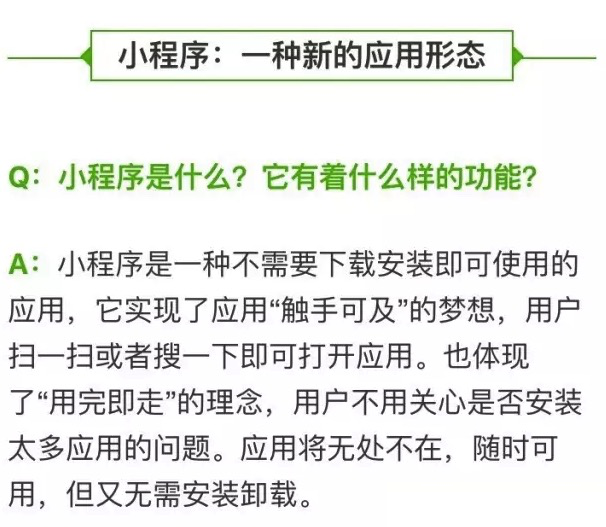 小程序：一种新的应用形态
Q：小程序是什么？它有着什么样的功能？
A：小程序是一种不需要下载安装即可使用的
应用，它实现了应用“触手可及”的梦想，用户
扫一扫或者搜一下即可打开应用。也体现
了“用完即走”的理念，用户不用关心是否安装
太多应用的问题。应用将无处不在，随时可
用，但又无需安装卸载。